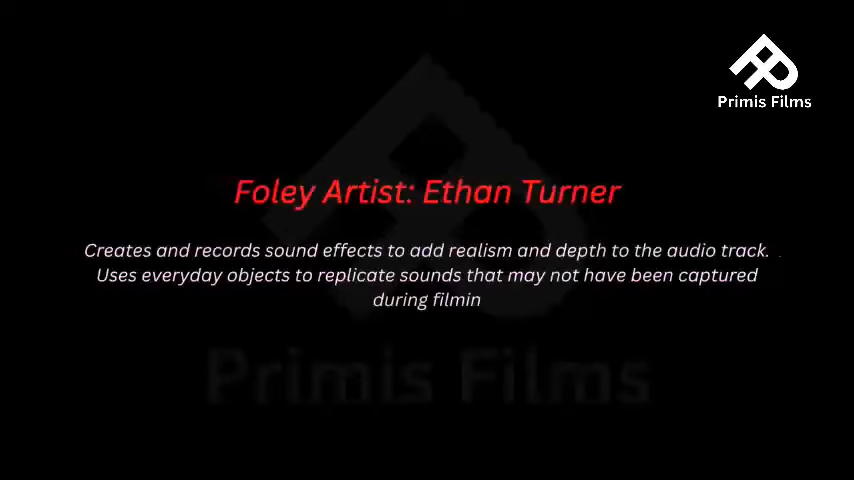 Primis Films
Foley Artist: Ethan Turner
Creates and records sound effects to add realism and depth to the audio track.
Uses everyday objects to replicate sounds that may not have been captured
during filmin
Primis Films